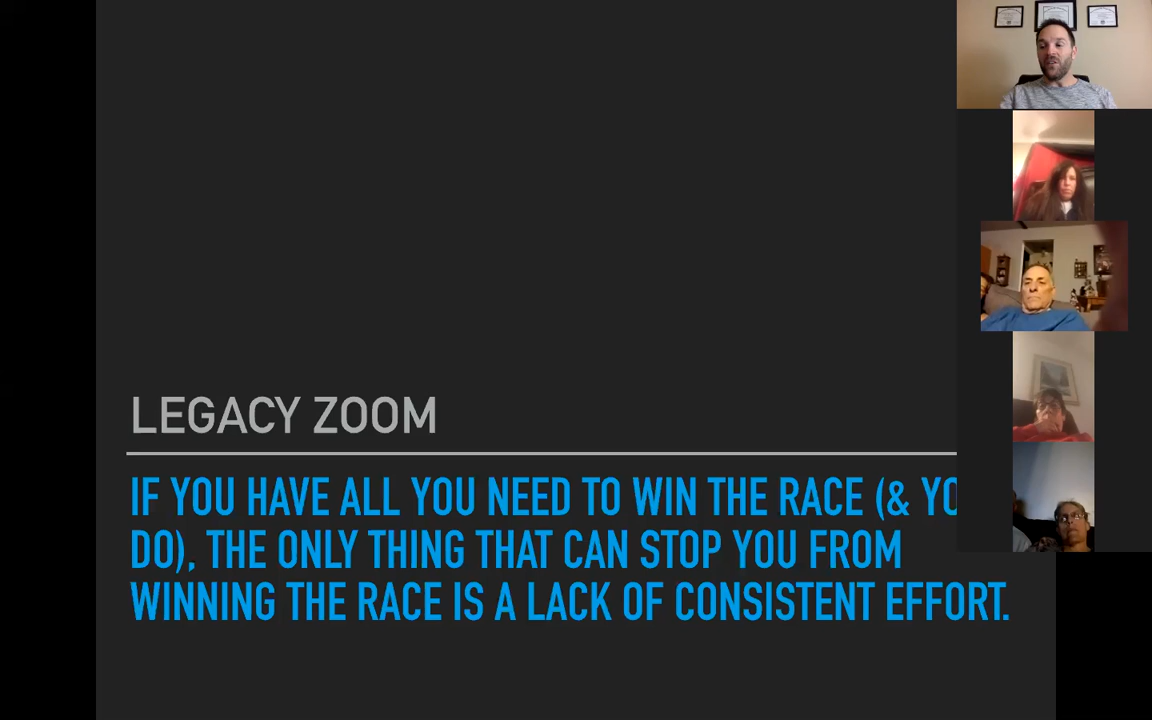 LEGACY ZOOM
IF YOU HAVE ALL YOU NEED TO WIN THE RACE (&
DO), THE ONLY THING THAT CAN STOP YOU FROM
WINNING THE RACE IS A LACK OF CONSISTENT EFFORT.